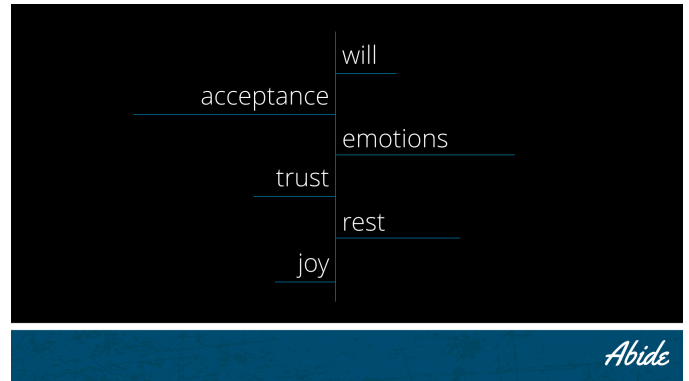 will
acceptance
emotions
trust
rest
joy
Abide